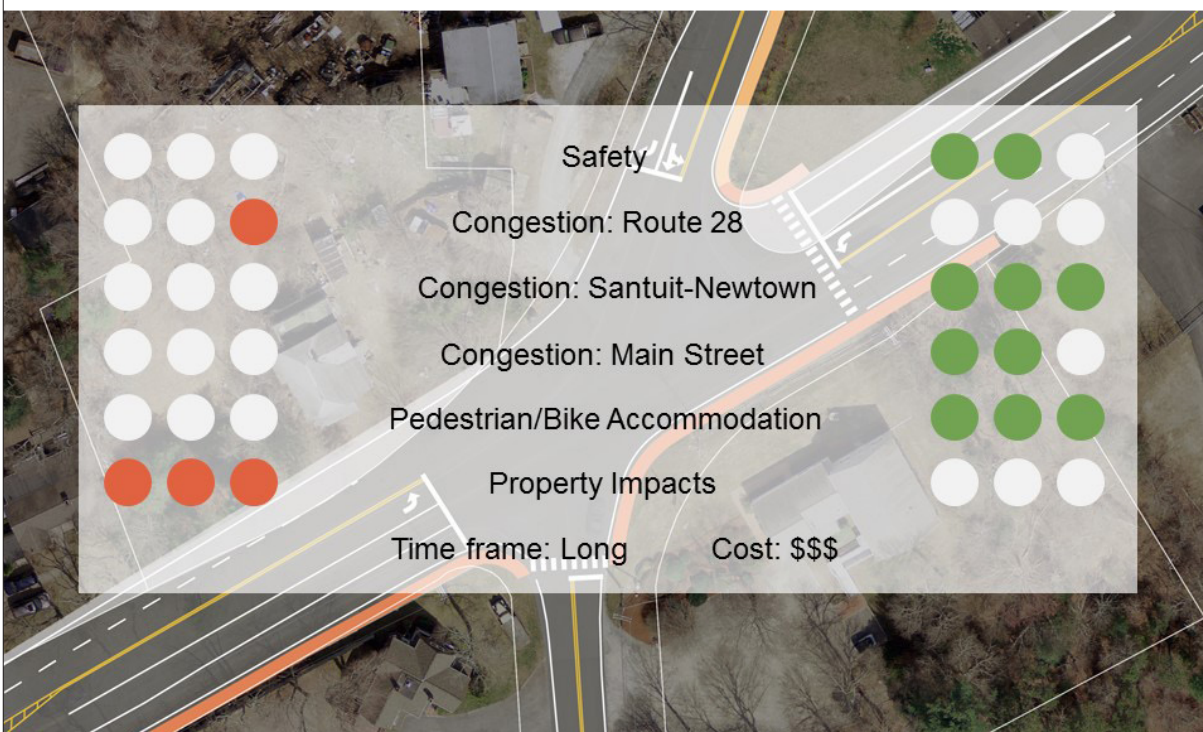 Safety
Congestion: Route 28
Congestion: Santuit-Newtown
Congestion: Main Street
Pedestrian/Bike Accommodation
Property Impacts
Time frame: Long Cost: $$$